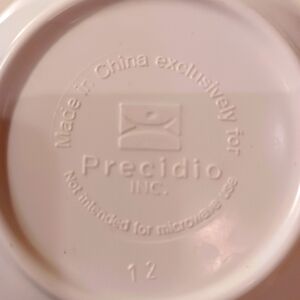 Made in China exclusively for
Precidio
INC.
Not intended for microwave use
12